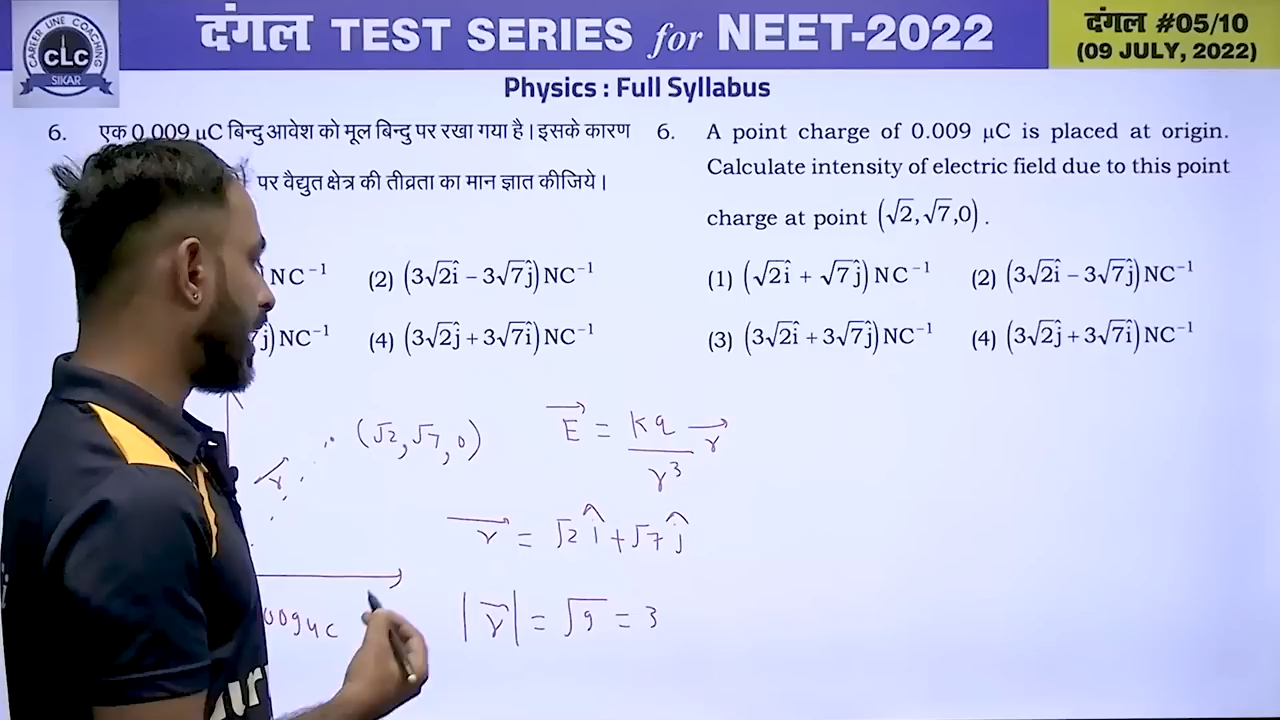 CAREER LINE COACHING
CLC
SIKAR
दंगल TEST SERIES for NEET-2022
दंगल #05/10
(09 JULY, 2022)
Physics : Full Syllabus
6. एक 0.009 μC बिन्दु आवेश को मूल बिन्दु पर रखा गया है। इसके कारण
पर वैद्युत क्षेत्र की तीव्रता का मान ज्ञात कीजिये।
NC⁻¹ (2) (3√2î − 3√7ĵ) NC⁻¹
7ĵ) NC⁻¹ (4) (3√2ĵ + 3√7î) NC⁻¹
6. A point charge of 0.009 μC is placed at origin.
Calculate intensity of electric field due to this point
charge at point (√2,√7,0).
(1) (√2î + √7ĵ) NC⁻¹ (2) (3√2î − 3√7ĵ) NC⁻¹
(3) (3√2î + 3√7ĵ) NC⁻¹ (4) (3√2ĵ + 3√7î) NC⁻¹
(√2, √7, 0)
r⃗
E⃗ = kq/r³ r⃗
r⃗ = √2 î + √7 ĵ
|r⃗| = √9 = 3
009μC